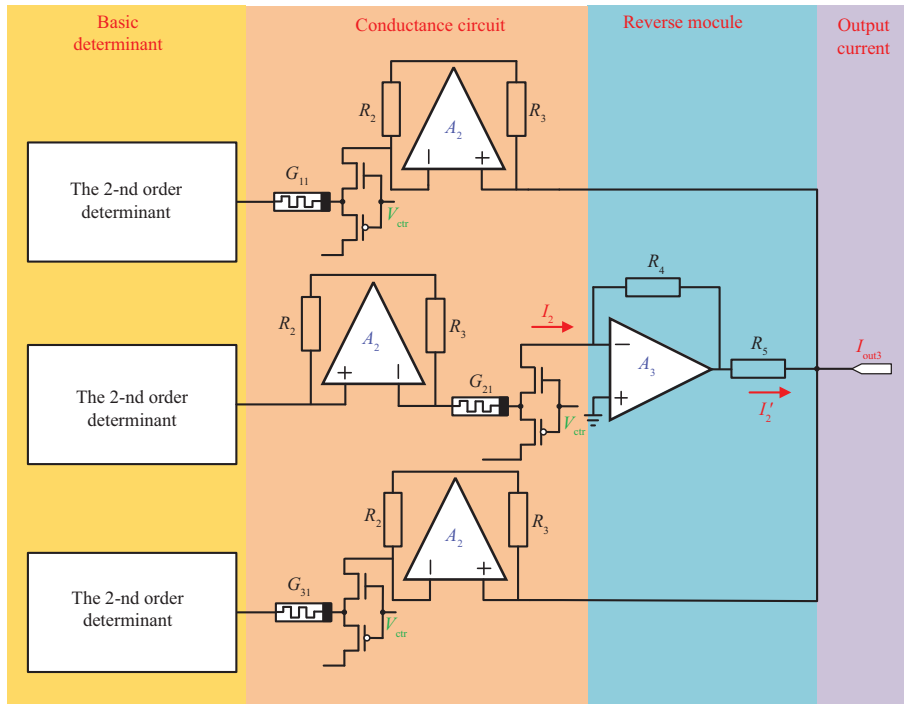 Basic
determinant
Conductance circuit
Reverse mocule
Output
current
R2
A2
R3
The 2-nd order
determinant
G11
Vctr
R2
A2
R3
I2
R4
The 2-nd order
determinant
G21
Vctr
A3
R5
I2′
Iout3
R2
A2
R3
The 2-nd order
determinant
G31
Vctr